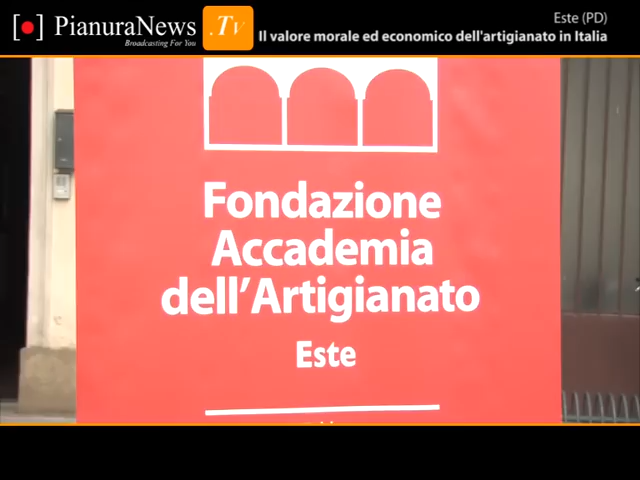 PianuraNews .Tv
Broadcasting For You
Este (PD)
Il valore morale ed economico dell'artigianato in Italia
Fondazione
Accademia
dell'Artigianato
Este